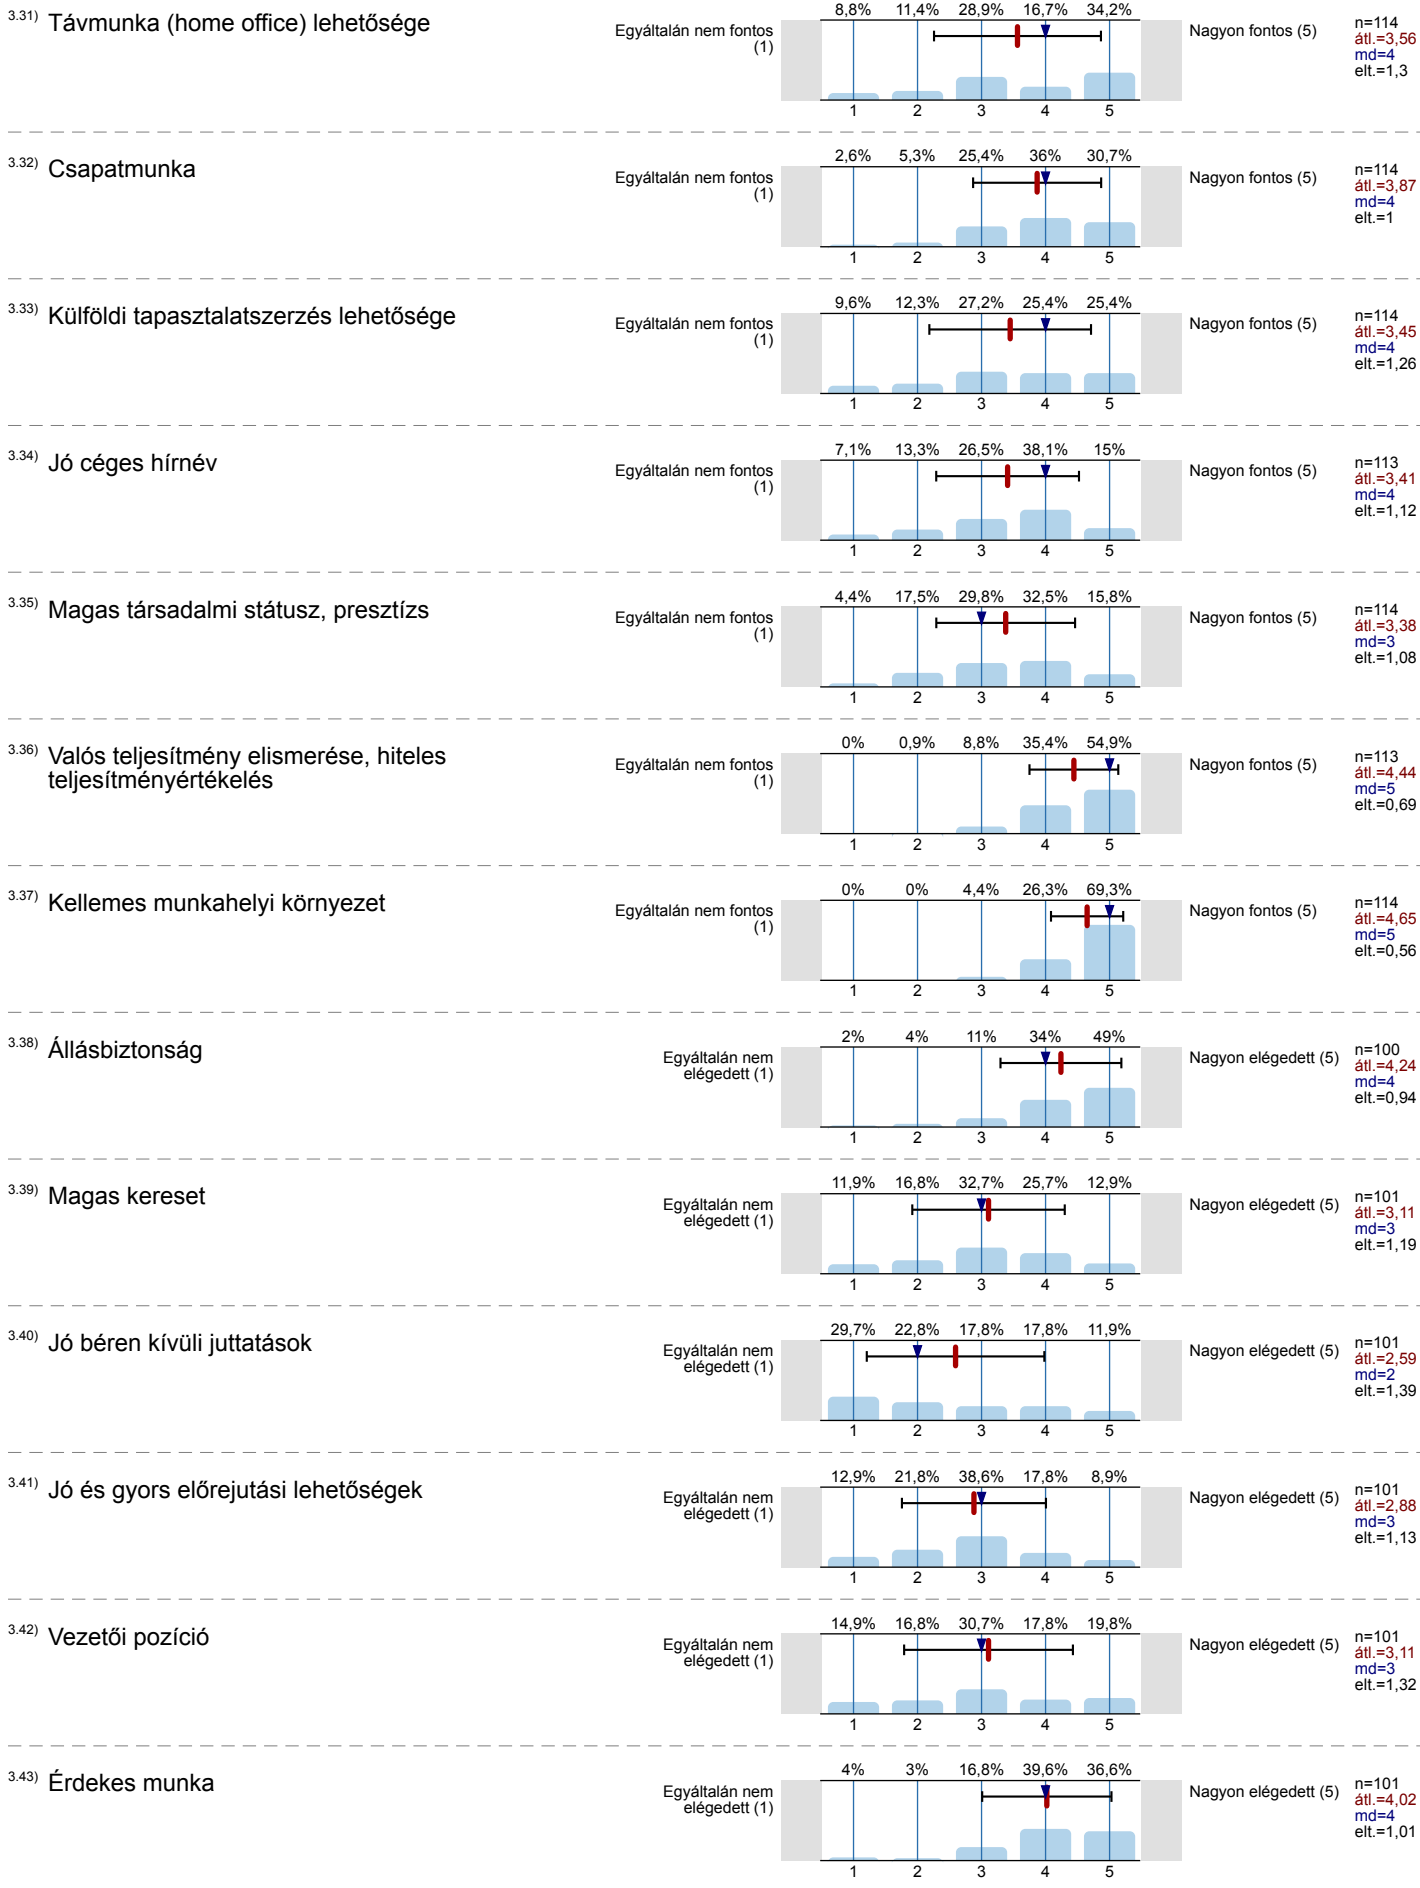 3.31) Távmunka (home office) lehetősége
8,8% 11,4% 28,9% 16,7% 34,2%
Egyáltalán nem fontos
(1)
Nagyon fontos (5)
n=114
átl.=3,56
md=4
elt.=1,3
1 2 3 4 5
3.32) Csapatmunka
2,6% 5,3% 25,4% 36% 30,7%
Egyáltalán nem fontos
(1)
Nagyon fontos (5)
n=114
átl.=3,87
md=4
elt.=1
1 2 3 4 5
3.33) Külföldi tapasztalatszerzés lehetősége
9,6% 12,3% 27,2% 25,4% 25,4%
Egyáltalán nem fontos
(1)
Nagyon fontos (5)
n=114
átl.=3,45
md=4
elt.=1,26
1 2 3 4 5
3.34) Jó céges hírnév
7,1% 13,3% 26,5% 38,1% 15%
Egyáltalán nem fontos
(1)
Nagyon fontos (5)
n=113
átl.=3,41
md=4
elt.=1,12
1 2 3 4 5
3.35) Magas társadalmi státusz, presztízs
4,4% 17,5% 29,8% 32,5% 15,8%
Egyáltalán nem fontos
(1)
Nagyon fontos (5)
n=114
átl.=3,38
md=3
elt.=1,08
1 2 3 4 5
3.36) Valós teljesítmény elismerése, hiteles
teljesítményértékelés
0% 0,9% 8,8% 35,4% 54,9%
Egyáltalán nem fontos
(1)
Nagyon fontos (5)
n=113
átl.=4,44
md=5
elt.=0,69
1 2 3 4 5
3.37) Kellemes munkahelyi környezet
0% 0% 4,4% 26,3% 69,3%
Egyáltalán nem fontos
(1)
Nagyon fontos (5)
n=114
átl.=4,65
md=5
elt.=0,56
1 2 3 4 5
3.38) Állásbiztonság
2% 4% 11% 34% 49%
Egyáltalán nem
elégedett (1)
Nagyon elégedett (5)
n=100
átl.=4,24
md=4
elt.=0,94
1 2 3 4 5
3.39) Magas kereset
11,9% 16,8% 32,7% 25,7% 12,9%
Egyáltalán nem
elégedett (1)
Nagyon elégedett (5)
n=101
átl.=3,11
md=3
elt.=1,19
1 2 3 4 5
3.40) Jó béren kívüli juttatások
29,7% 22,8% 17,8% 17,8% 11,9%
Egyáltalán nem
elégedett (1)
Nagyon elégedett (5)
n=101
átl.=2,59
md=2
elt.=1,39
1 2 3 4 5
3.41) Jó és gyors előrejutási lehetőségek
12,9% 21,8% 38,6% 17,8% 8,9%
Egyáltalán nem
elégedett (1)
Nagyon elégedett (5)
n=101
átl.=2,88
md=3
elt.=1,13
1 2 3 4 5
3.42) Vezetői pozíció
14,9% 16,8% 30,7% 17,8% 19,8%
Egyáltalán nem
elégedett (1)
Nagyon elégedett (5)
n=101
átl.=3,11
md=3
elt.=1,32
1 2 3 4 5
3.43) Érdekes munka
4% 3% 16,8% 39,6% 36,6%
Egyáltalán nem
elégedett (1)
Nagyon elégedett (5)
n=101
átl.=4,02
md=4
elt.=1,01
1 2 3 4 5